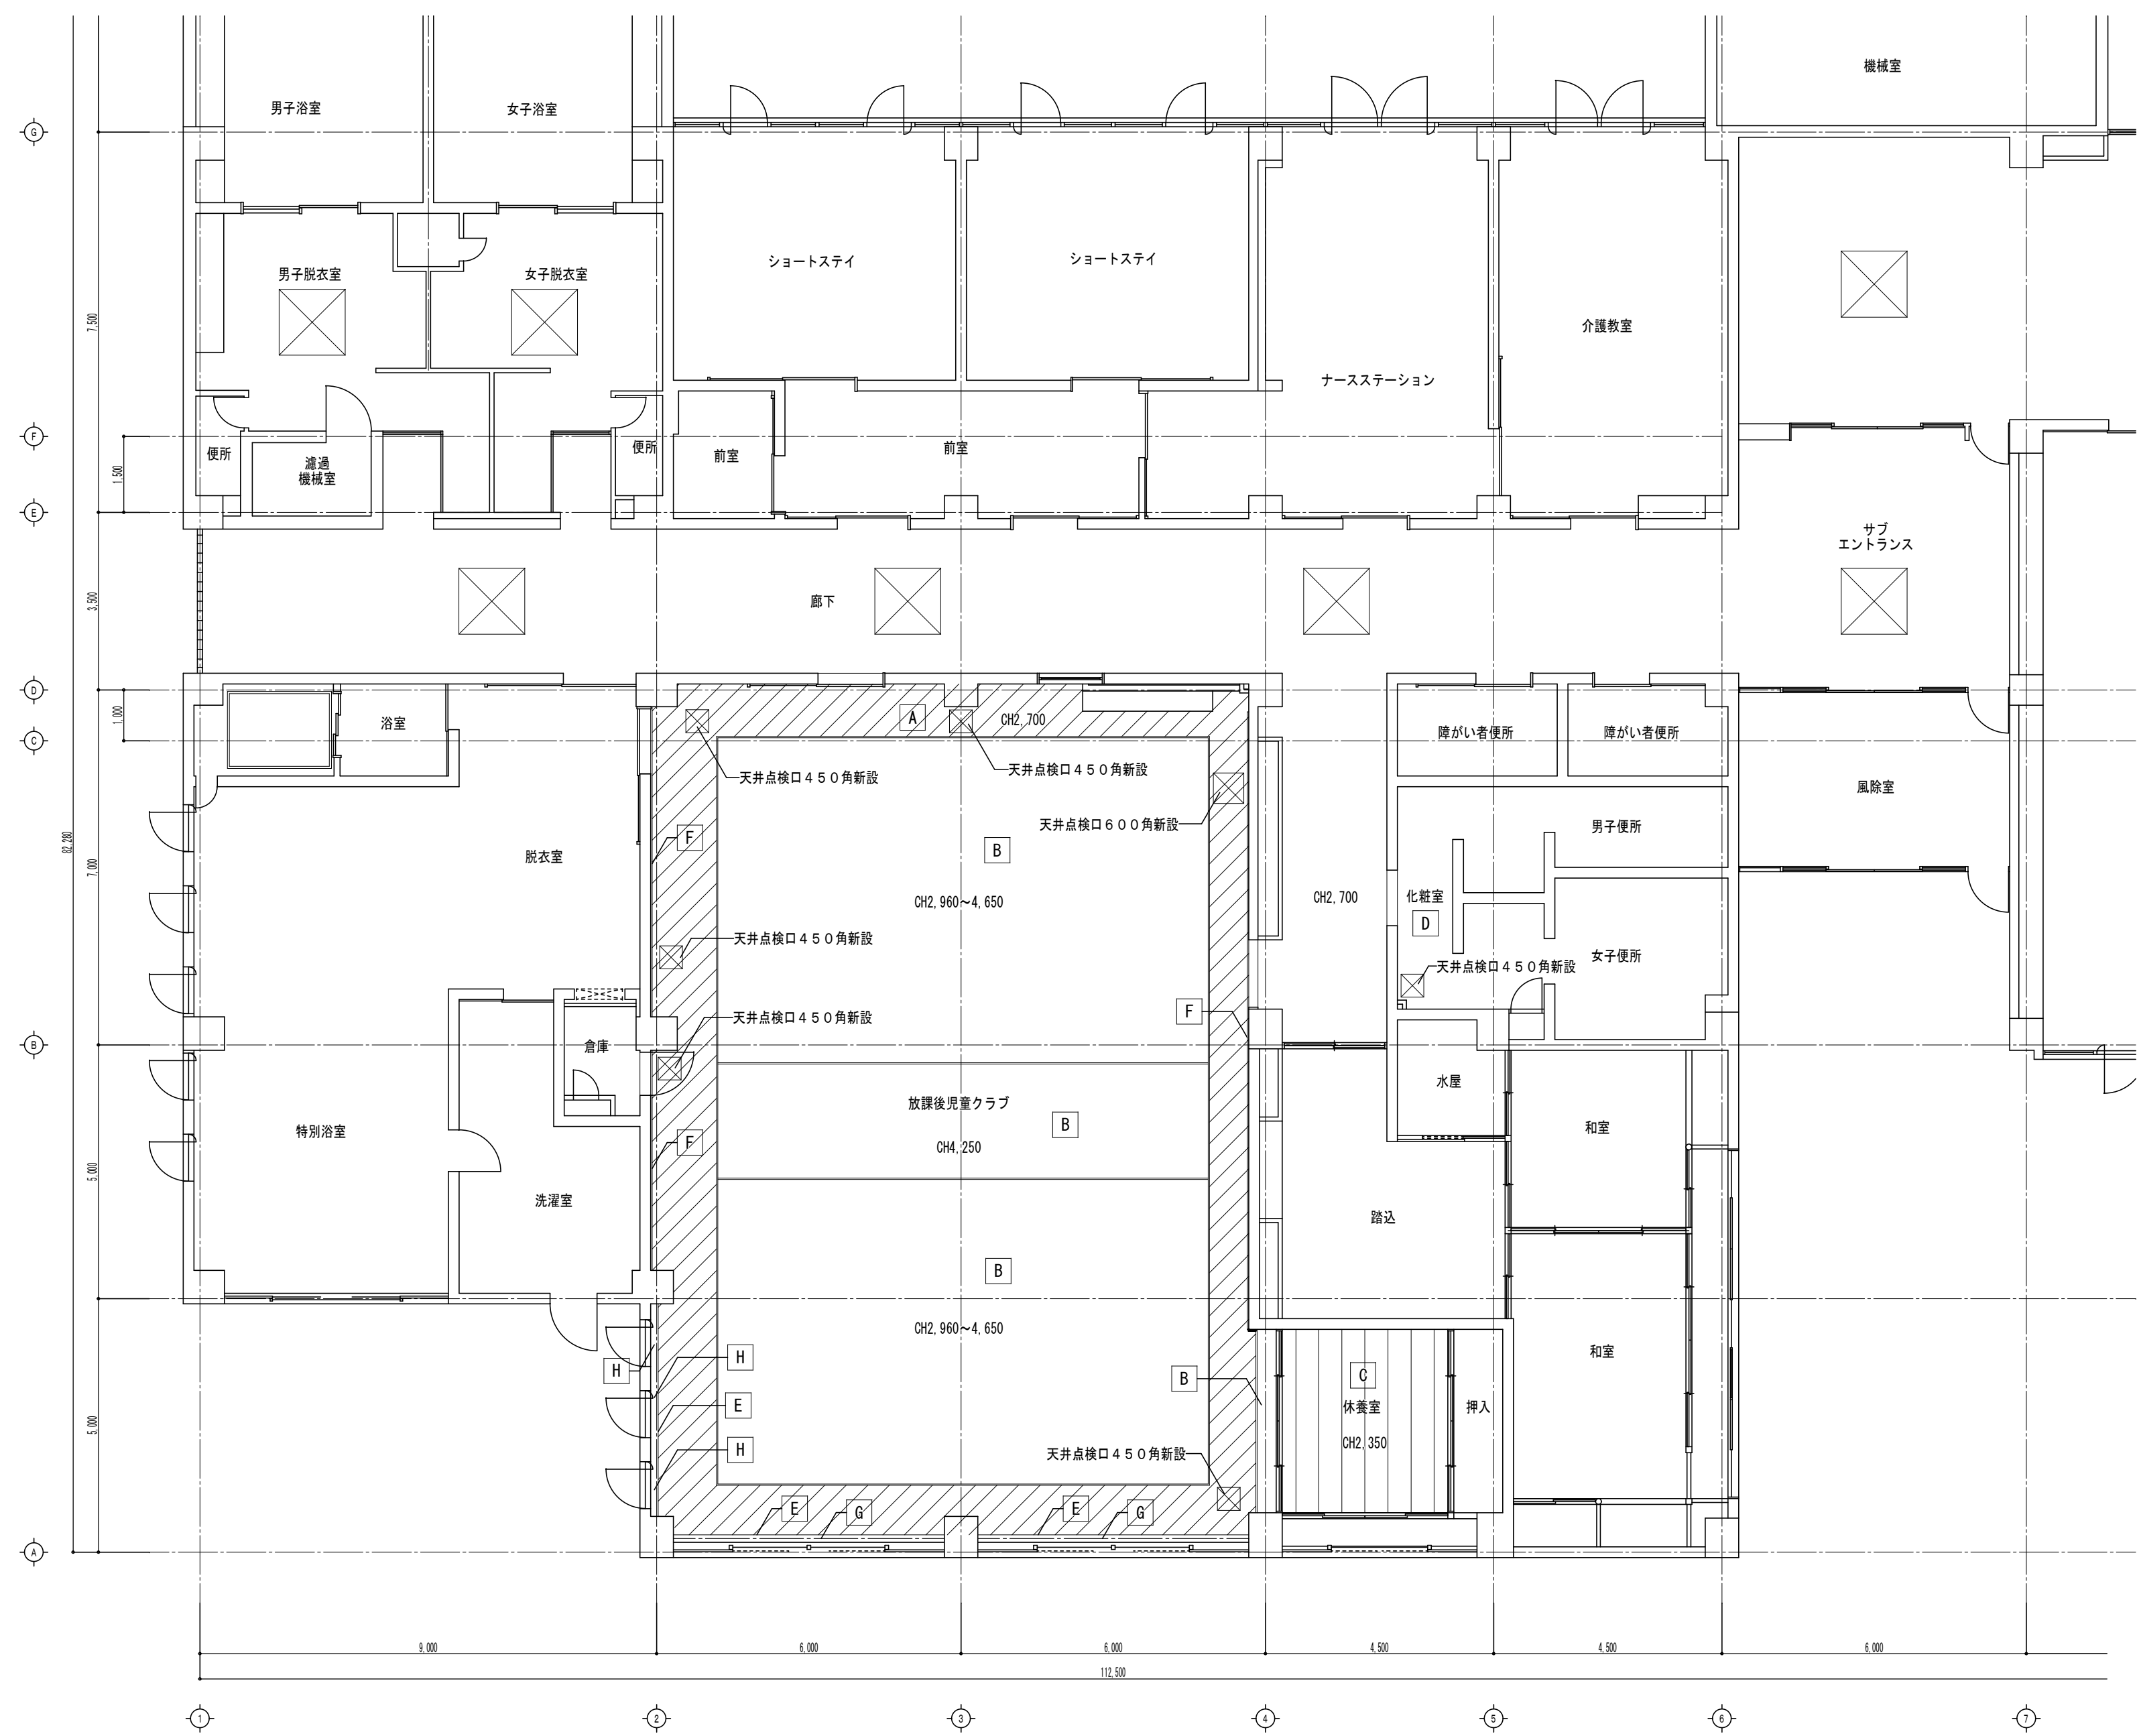 機械室
男子浴室
女子浴室
G
ショートステイ
ショートステイ
男子脱衣室
女子脱衣室
7,500
介護教室
ナースステーション
F
便所
濾過
機械室
便所
前室
前室
1,500
E
サブ
エントランス
3,500
廊下
D
1,000
浴室
A
CH2,700
障がい者便所
障がい者便所
C
天井点検口450角新設
天井点検口450角新設
風除室
天井点検口600角新設
男子便所
82,280
7,000
F
B
脱衣室
CH2,960～4,650
CH2,700
化粧室
D
天井点検口450角新設
女子便所
天井点検口450角新設
F
天井点検口450角新設
B
倉庫
水屋
放課後児童クラブ
B
和室
特別浴室
F
CH4,250
5,000
洗濯室
踏込
B
CH2,960～4,650
和室
H
H
B
C
E
休養室
押入
5,000
H
CH2,350
天井点検口450角新設
E
G
E
G
A
9,000
6,000
6,000
4,500
4,500
6,000
112,500
1
2
3
4
5
6
7